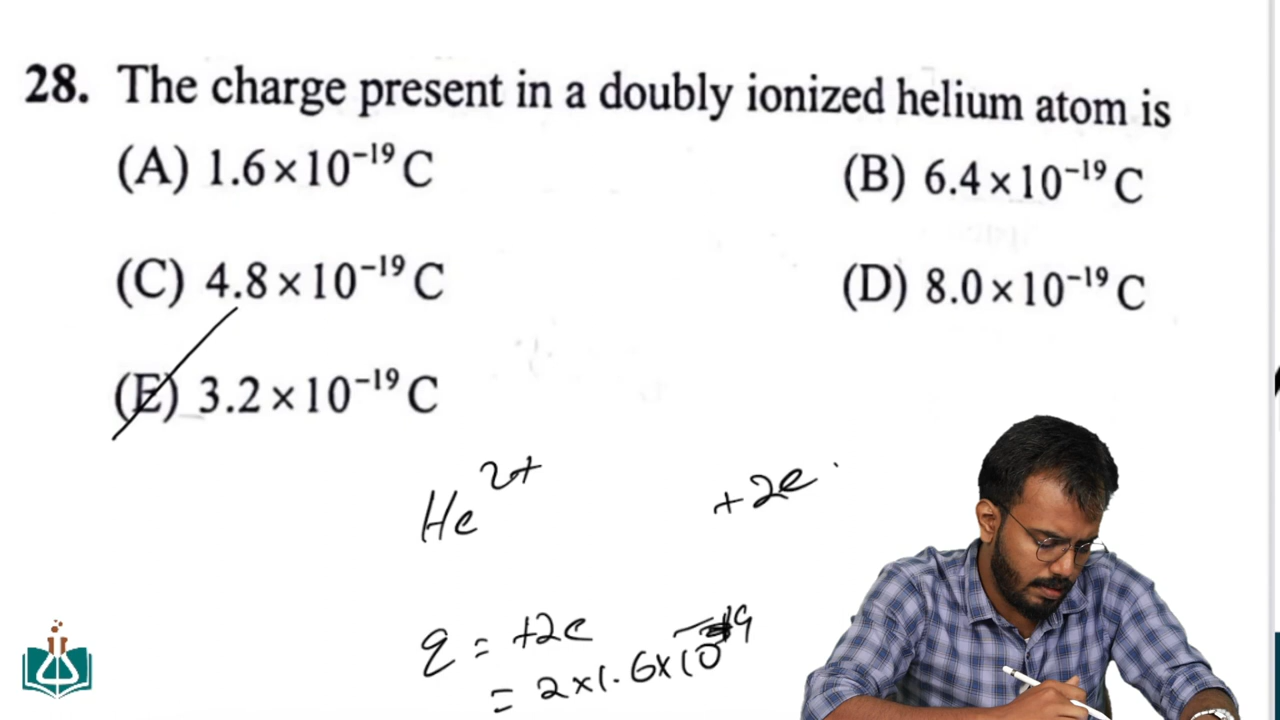 28. The charge present in a doubly ionized helium atom is
(A) 1.6×10⁻¹⁹ C (B) 6.4×10⁻¹⁹ C
(C) 4.8×10⁻¹⁹ C (D) 8.0×10⁻¹⁹ C
(E) 3.2×10⁻¹⁹ C
He²⁺ +2e
q = +2e
= 2×1.6×10⁻¹⁹